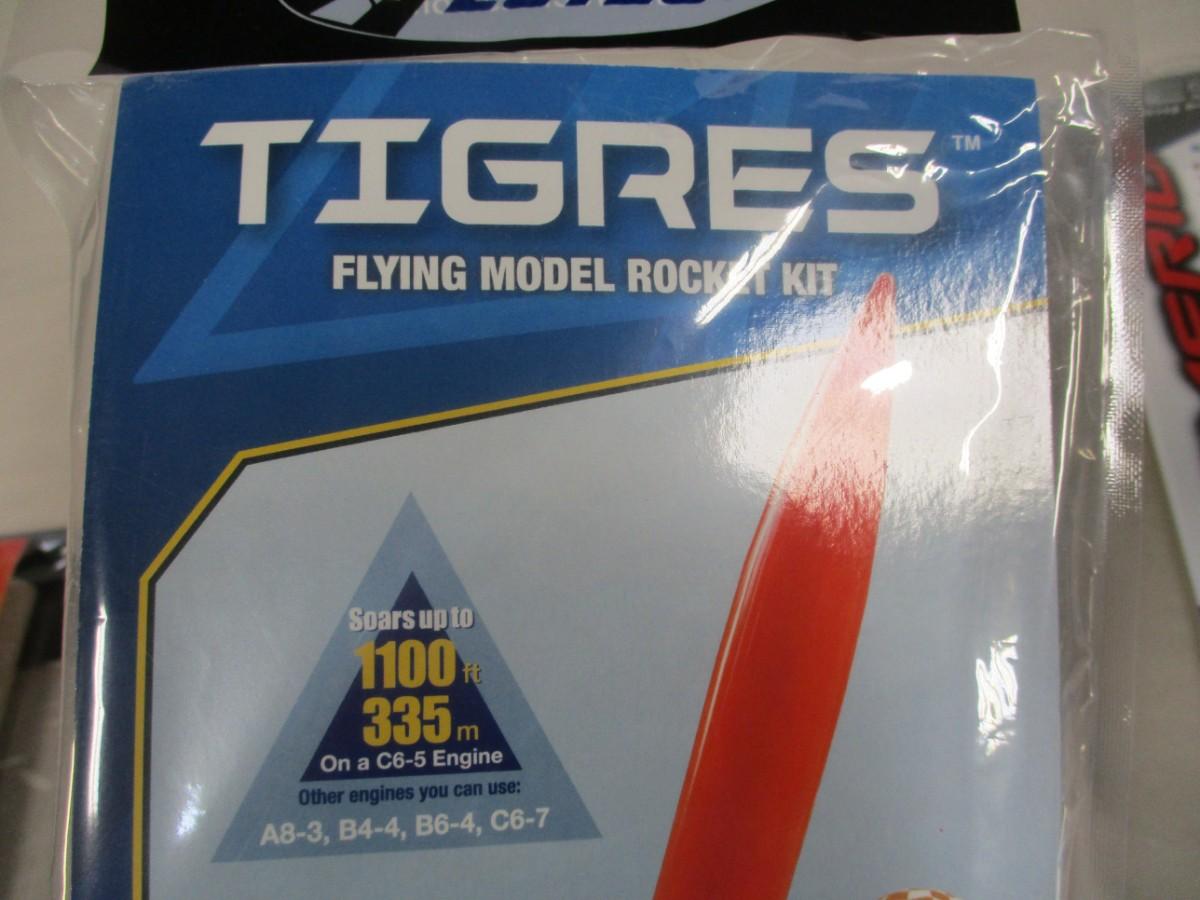 TIGRES™
FLYING MODEL ROCKET KIT
Soars up to
1100 ft
335 m
On a C6-5 Engine
Other engines you can use:
A8-3, B4-4, B6-4, C6-7